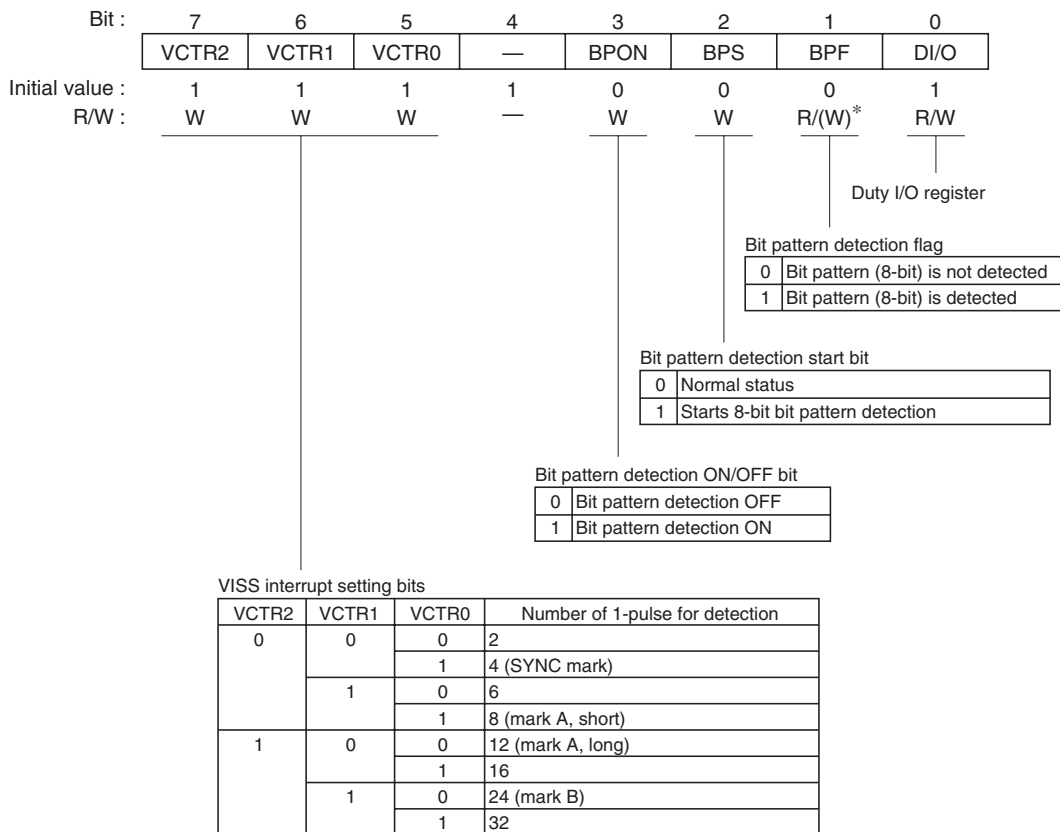 Bit : 7 6 5 4 3 2 1 0
VCTR2 VCTR1 VCTR0 — BPON BPS BPF DI/O
Initial value : 1 1 1 1 0 0 0 1
R/W : W W W — W W R/(W)* R/W
Duty I/O register
Bit pattern detection flag
0 Bit pattern (8-bit) is not detected
1 Bit pattern (8-bit) is detected
Bit pattern detection start bit
0 Normal status
1 Starts 8-bit bit pattern detection
Bit pattern detection ON/OFF bit
0 Bit pattern detection OFF
1 Bit pattern detection ON
VISS interrupt setting bits
VCTR2 VCTR1 VCTR0 Number of 1-pulse for detection
0 0 0 2
1 4 (SYNC mark)
1 0 6
1 8 (mark A, short)
1 0 0 12 (mark A, long)
1 16
1 0 24 (mark B)
1 32